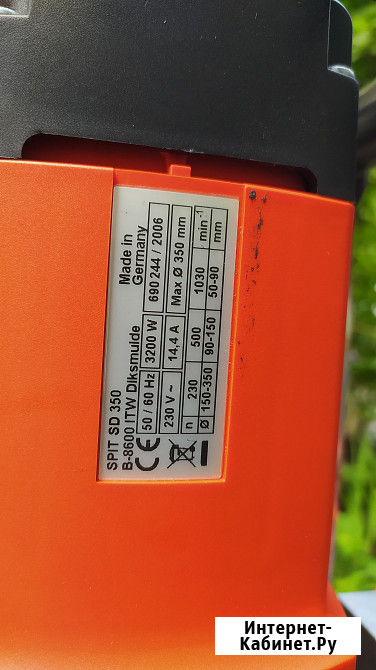 SPIT SD 350
B-8600 ITW Diksmuide
Made in
Germany
50 / 60 Hz 3200 W 690 244 / 2006
230 V ~ 14,4 A Max Ø 350 mm
n 230 500 1030 min-1
Ø 150-350 90-150 50-90 mm
CE
Интернет-
Кабинет.Ру